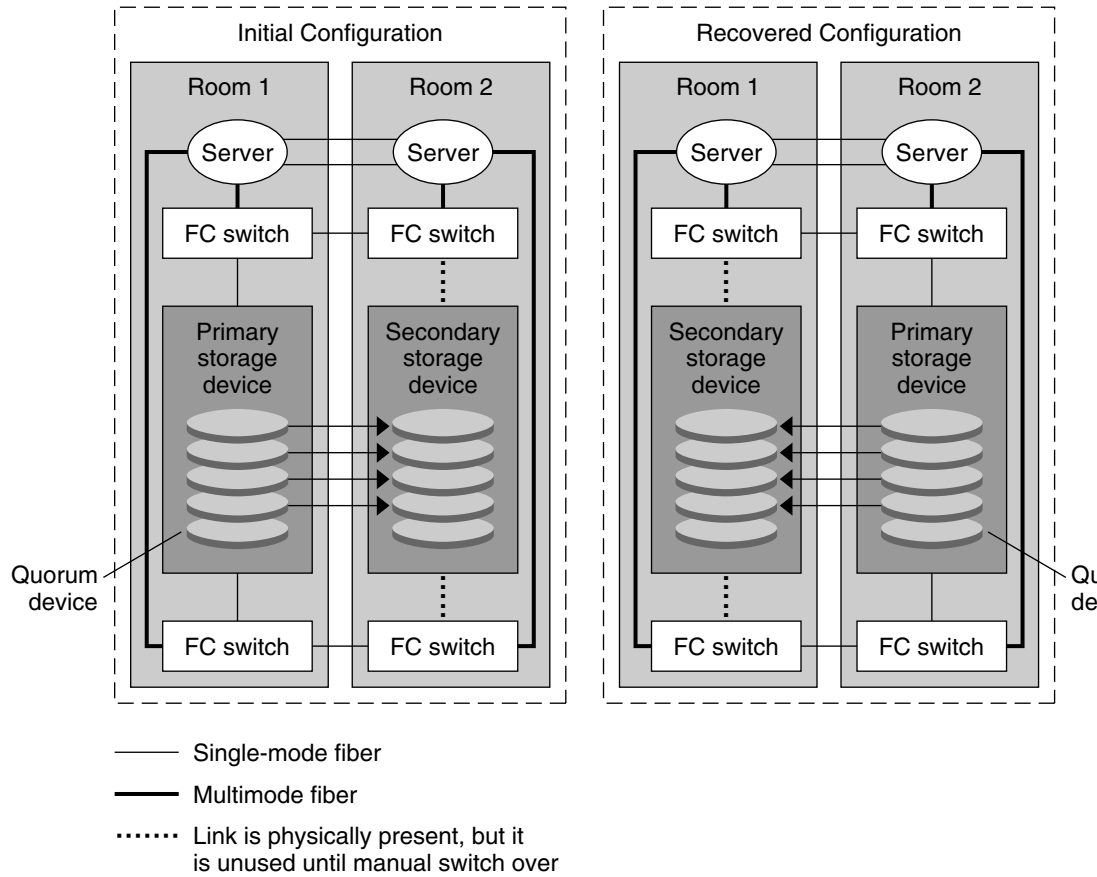 Initial Configuration
Room 1
Room 2
Server
Server
FC switch
FC switch
Primary
storage
device
Secondary
storage
device
Quorum
device
FC switch
FC switch
Recovered Configuration
Room 1
Room 2
Server
Server
FC switch
FC switch
Secondary
storage
device
Primary
storage
device
FC switch
FC switch
Single-mode fiber
Multimode fiber
Link is physically present, but it
is unused until manual switch over